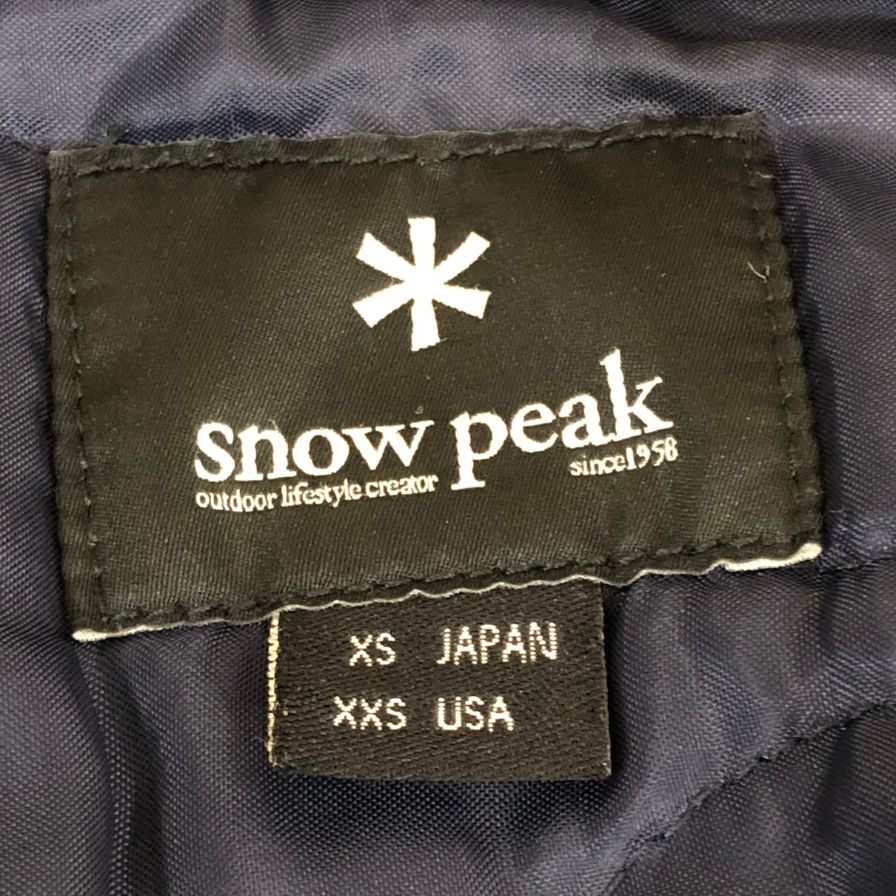 snow peak
outdoor lifestyle creator
since1958
XS JAPAN
XXS USA